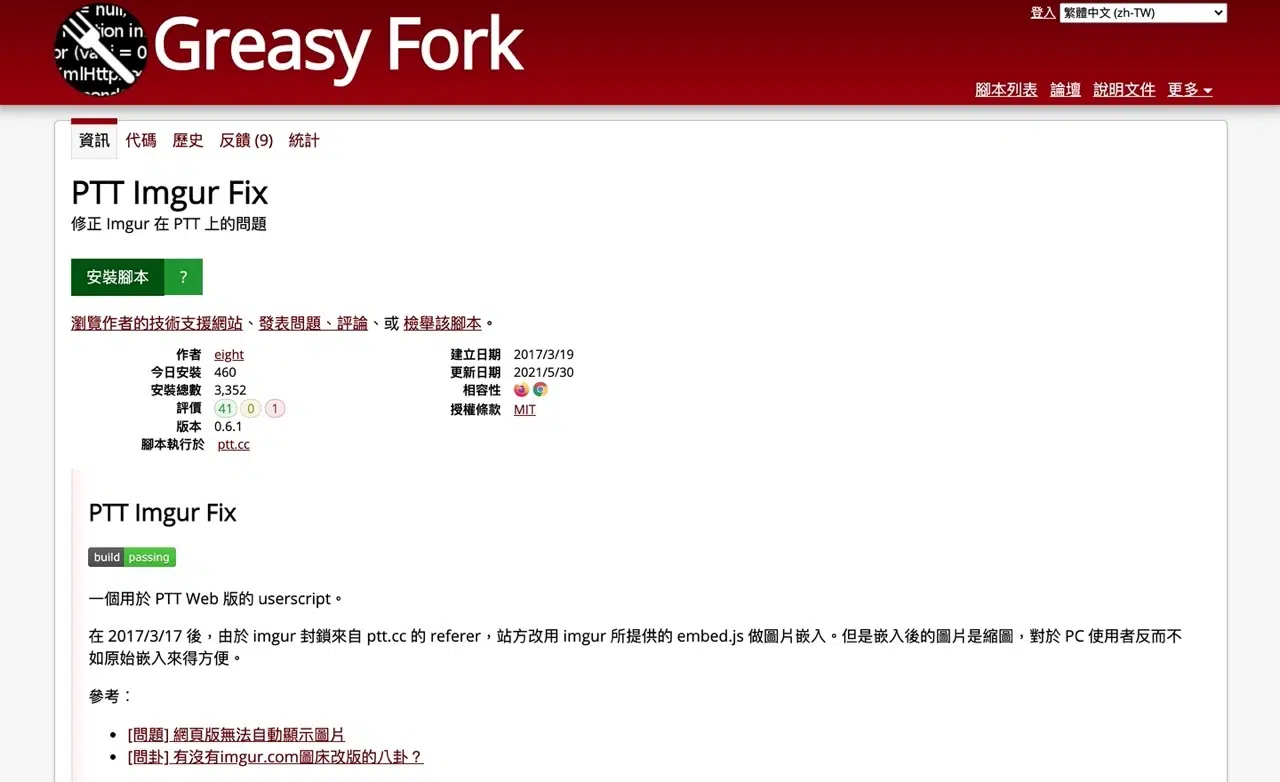 = null,
tion in
or (va i = 0
mlHttp
Greasy Fork
登入 繁體中文 (zh-TW)
腳本列表 論壇 說明文件 更多
資訊 代碼 歷史 反饋 (9) 統計
PTT Imgur Fix
修正 Imgur 在 PTT 上的問題
安裝腳本 ?
瀏覽作者的技術支援網站、發表問題、評論、或 檢舉該腳本。
作者 eight
今日安裝 460
安裝總數 3,352
評價 41 0 1
版本 0.6.1
腳本執行於 ptt.cc
建立日期 2017/3/19
更新日期 2021/5/30
相容性
授權條款 MIT
PTT Imgur Fix
build passing
一個用於 PTT Web 版的 userscript。
在 2017/3/17 後，由於 imgur 封鎖來自 ptt.cc 的 referer，站方改用 imgur 所提供的 embed.js 做圖片嵌入。但是嵌入後的圖片是縮圖，對於 PC 使用者反而不
如原始嵌入來得方便。
參考：
• [問題] 網頁版無法自動顯示圖片
• [問卦] 有沒有imgur.com圖床改版的八卦？